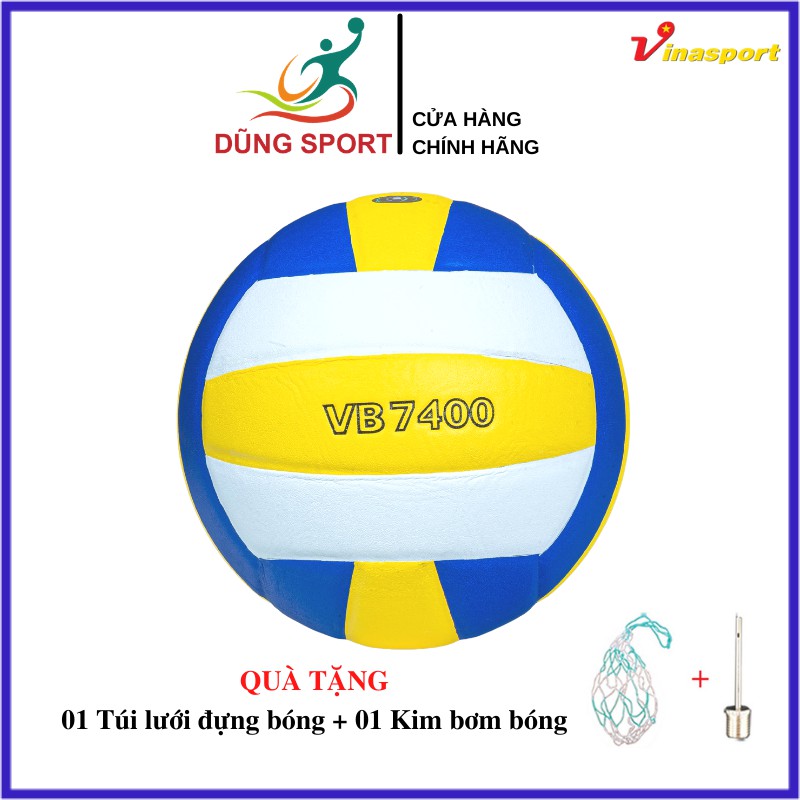 DŨNG SPORT
CỬA HÀNG
CHÍNH HÃNG
Vinasport
VB 7400
QUÀ TẶNG
01 Túi lưới đựng bóng + 01 Kim bơm bóng
+